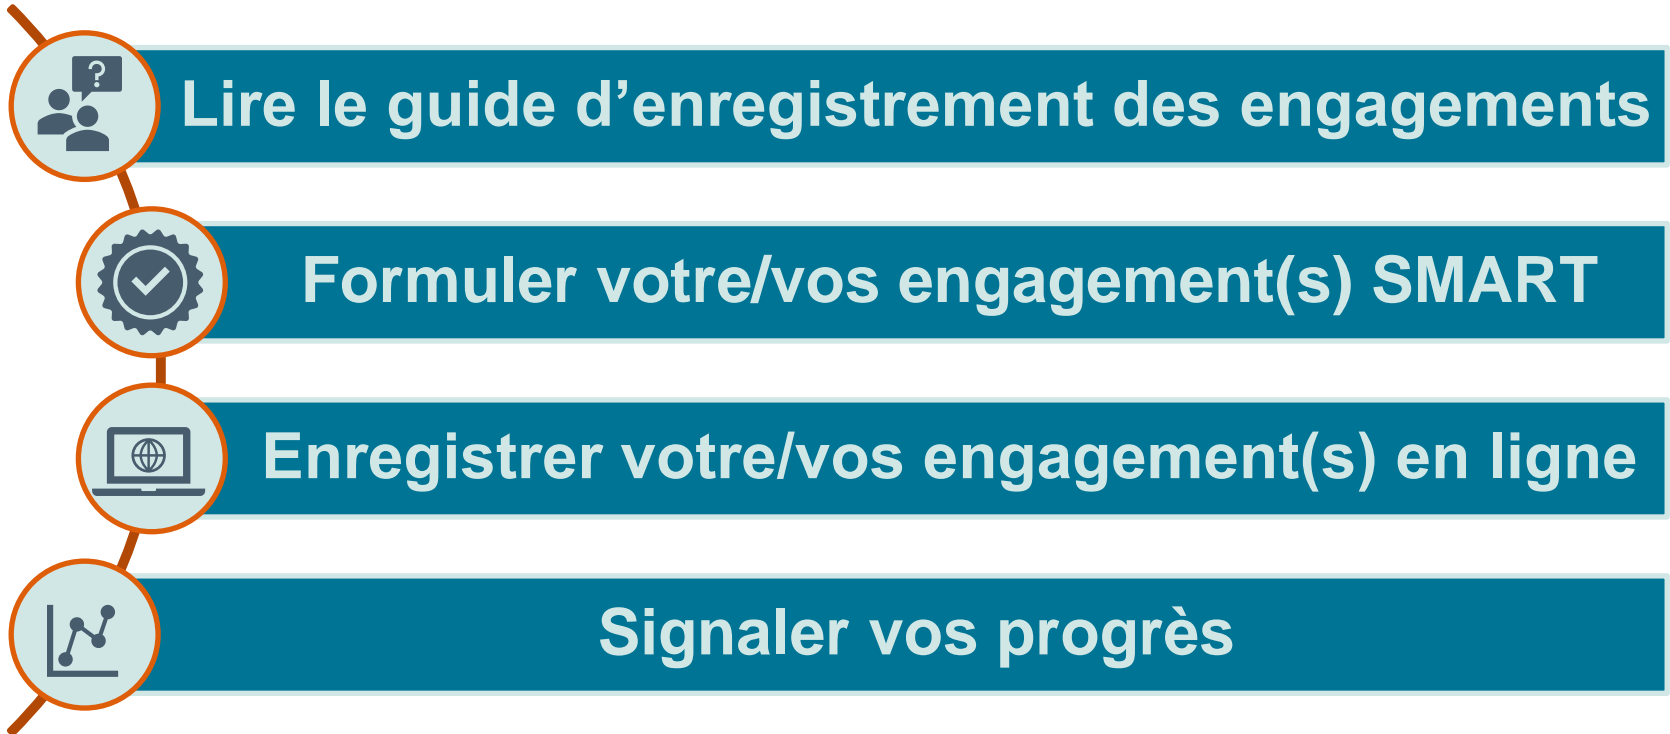 ?
Lire le guide d’enregistrement des engagements
Formuler votre/vos engagement(s) SMART
Enregistrer votre/vos engagement(s) en ligne
Signaler vos progrès